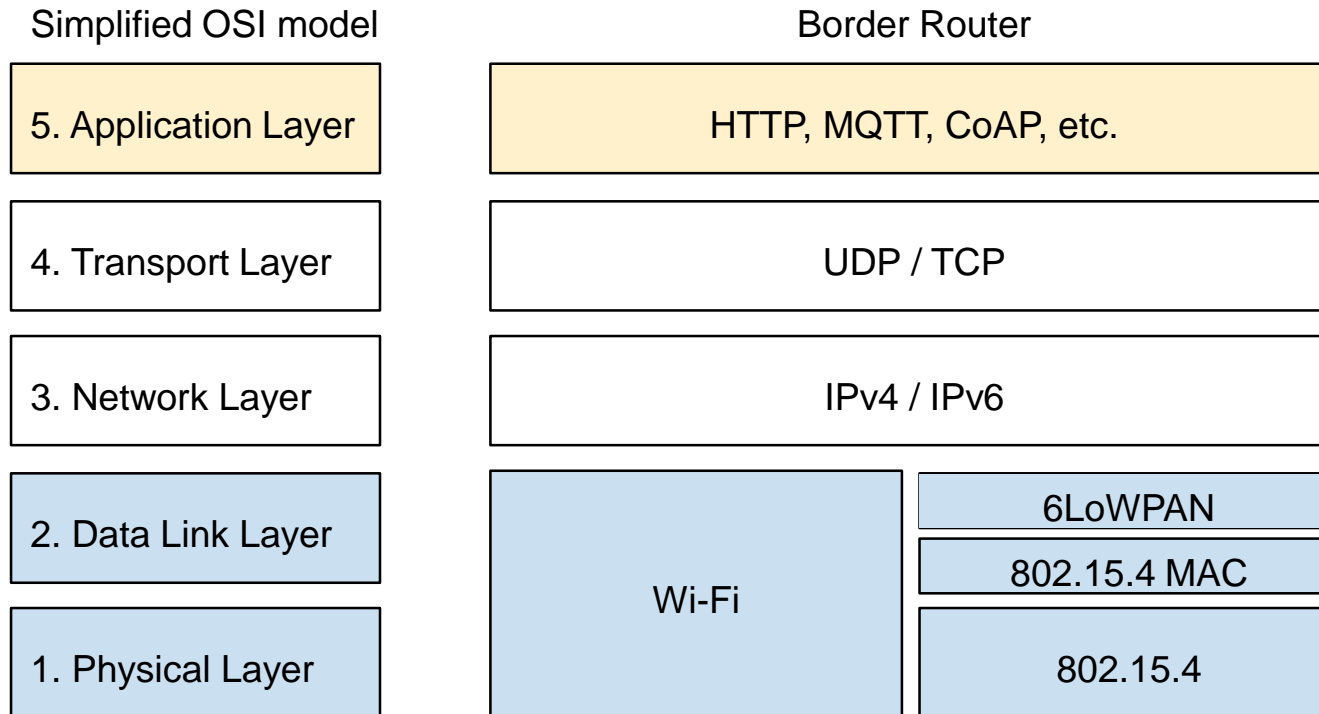 Simplified OSI model
Border Router
5. Application Layer
HTTP, MQTT, CoAP, etc.
4. Transport Layer
UDP / TCP
3. Network Layer
IPv4 / IPv6
2. Data Link Layer
6LoWPAN
802.15.4 MAC
Wi-Fi
1. Physical Layer
802.15.4